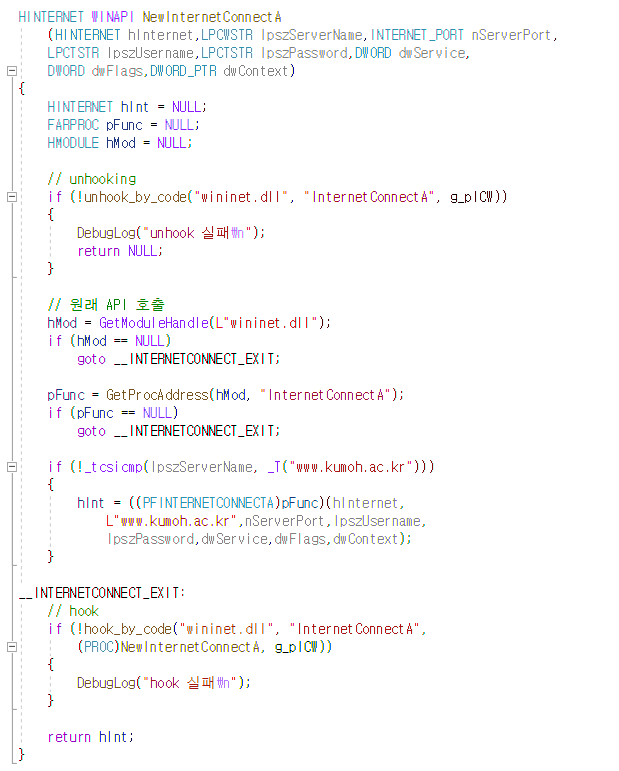 HINTERNET WINAPI NewInternetConnectA
(HINTERNET hInternet,LPCWSTR lpszServerName,INTERNET_PORT nServerPort,
LPCTSTR lpszUsername,LPCTSTR lpszPassword,DWORD dwService,
DWORD dwFlags,DWORD_PTR dwContext)
{
HINTERNET hInt = NULL;
FARPROC pFunc = NULL;
HMODULE hMod = NULL;
// unhooking
if (!unhook_by_code("wininet.dll", "InternetConnectA", g_pICW))
{
DebugLog("unhook 실패₩n");
return NULL;
}
// 원래 API 호출
hMod = GetModuleHandle(L"wininet.dll");
if (hMod == NULL)
goto __INTERNETCONNECT_EXIT;
pFunc = GetProcAddress(hMod, "InternetConnectA");
if (pFunc == NULL)
goto __INTERNETCONNECT_EXIT;
if (!_tcsicmp(lpszServerName, _T("www.kumoh.ac.kr")))
{
hInt = ((PFINTERNETCONNECTA)pFunc)(hInternet,
L"www.kumoh.ac.kr",nServerPort,lpszUsername,
lpszPassword,dwService,dwFlags,dwContext);
}
__INTERNETCONNECT_EXIT:
// hook
if (!hook_by_code("wininet.dll", "InternetConnectA",
(PROC)NewInternetConnectA, g_pICW))
{
DebugLog("hook 실패₩n");
}
return hInt;
}